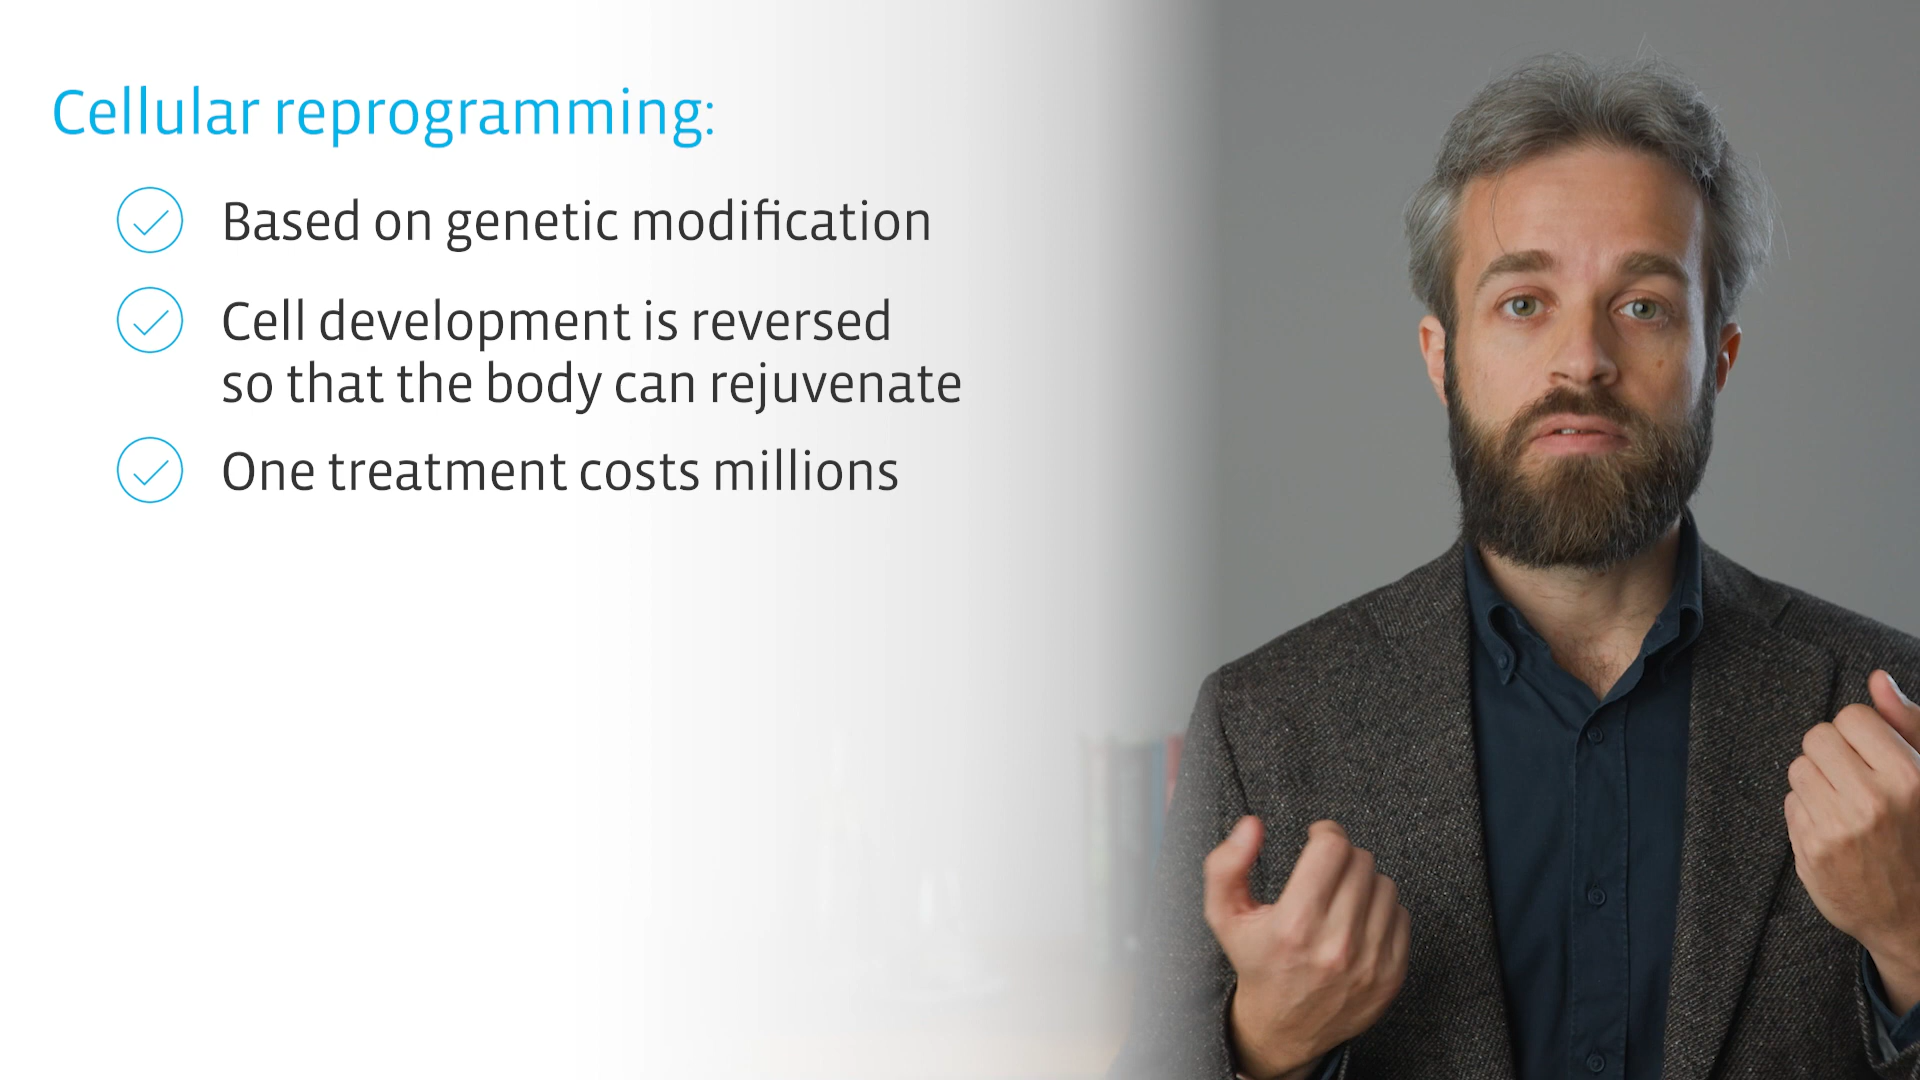 Cellular reprogramming:
Based on genetic modification
Cell development is reversed
so that the body can rejuvenate
One treatment costs millions